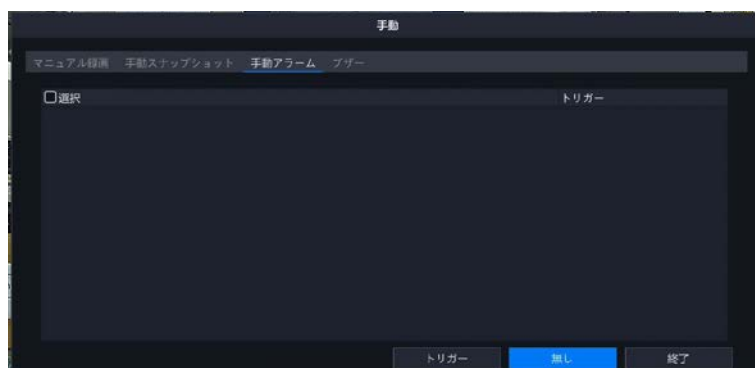 手動
マニュアル録画 手動スナップショット 手動アラーム ブザー
選択 トリガー
トリガー 無し 終了